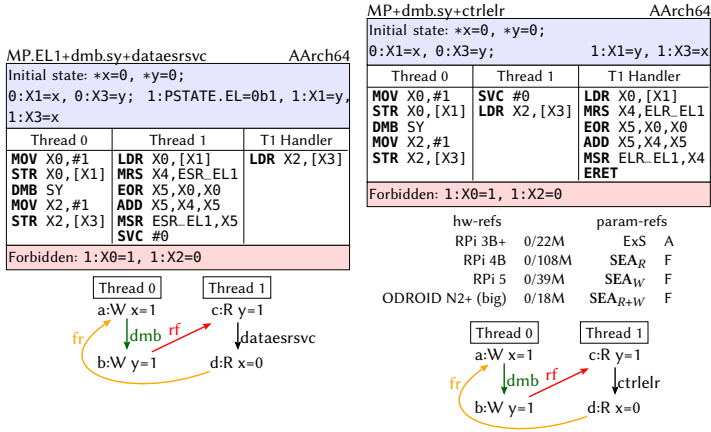 MP.EL1+dmb.sy+dataesrsvc AArch64
Initial state: *x=0, *y=0;
0:X1=x, 0:X3=y; 1:PSTATE.EL=0b1, 1:X1=y,
1:X3=x
Thread 0 Thread 1 T1 Handler
MOV X0,#1 LDR X0,[X1] LDR X2,[X3]
STR X0,[X1] MRS X4,ESR_EL1
DMB SY EOR X5,X0,X0
MOV X2,#1 ADD X5,X4,X5
STR X2,[X3] MSR ESR_EL1,X5
SVC #0
Forbidden: 1:X0=1, 1:X2=0
Thread 0 Thread 1
a:W x=1 c:R y=1
fr dmb rf dataesrsvc
b:W y=1 d:R x=0
MP+dmb.sy+ctrlelr AArch64
Initial state: *x=0, *y=0;
0:X1=x, 0:X3=y; 1:X1=y, 1:X3=x
Thread 0 Thread 1 T1 Handler
MOV X0,#1 SVC #0 LDR X0,[X1]
STR X0,[X1] LDR X2,[X3] MRS X4,ELR_EL1
DMB SY EOR X5,X0,X0
MOV X2,#1 ADD X5,X4,X5
STR X2,[X3] MSR ELR_EL1,X4
ERET
Forbidden: 1:X0=1, 1:X2=0
hw-refs param-refs
RPi 3B+ 0/22M ExS A
RPi 4B 0/108M SEA_R F
RPi 5 0/39M SEA_W F
ODROID N2+ (big) 0/18M SEA_R+W F
Thread 0 Thread 1
a:W x=1 c:R y=1
fr dmb rf ctrlelr
b:W y=1 d:R x=0